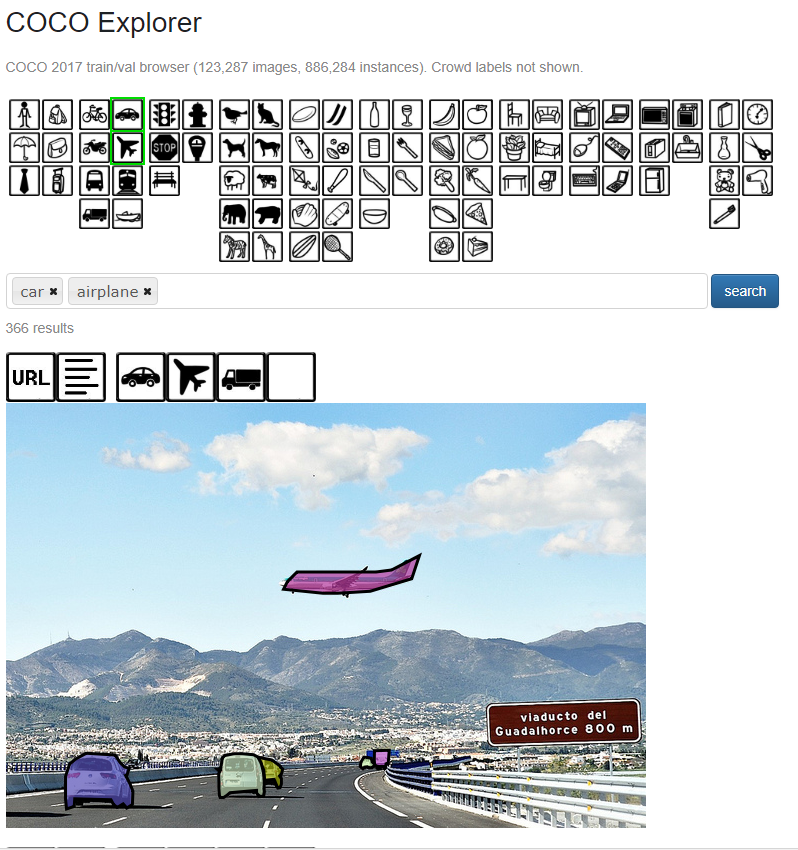 COCO Explorer
COCO 2017 train/val browser (123,287 images, 886,284 instances). Crowd labels not shown.
STOP
car ✖ airplane ✖
search
366 results
URL
viaducto del
Guadalhorce 800 m